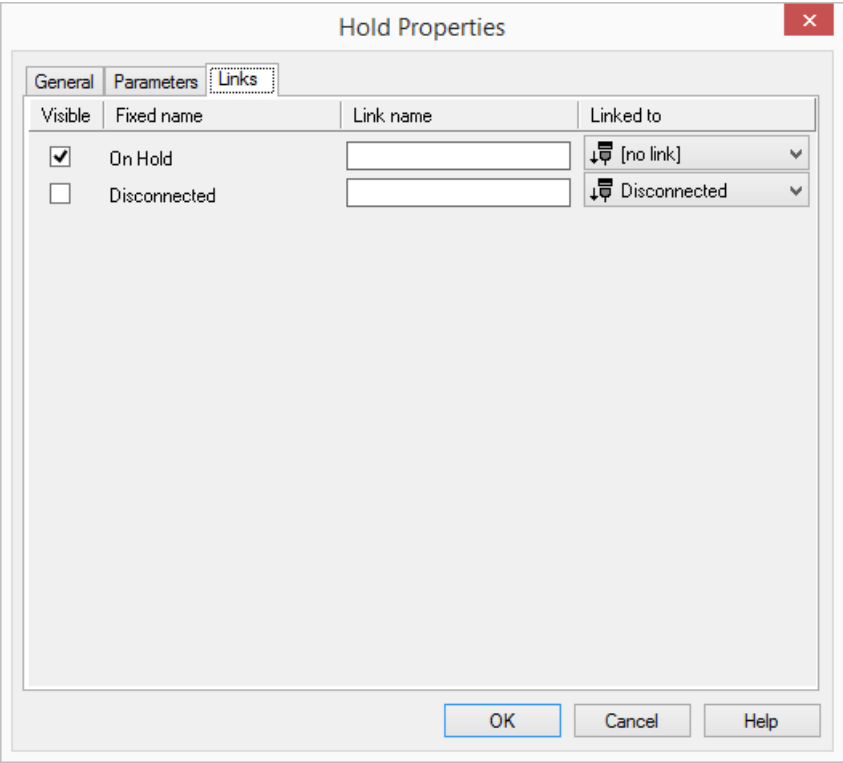 Hold Properties
General Parameters Links
Visible Fixed name Link name Linked to
On Hold [no link]
Disconnected Disconnected
OK Cancel Help